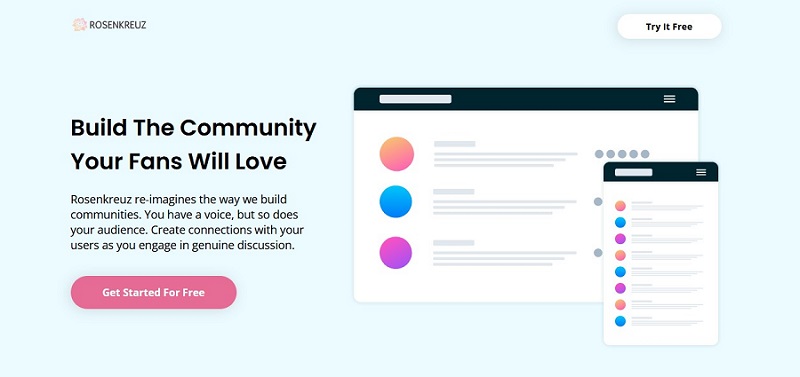 ROSENKREUZ
Try It Free
Build The Community
Your Fans Will Love
Rosenkreuz re-imagines the way we build
communities. You have a voice, but so does
your audience. Create connections with your
users as you engage in genuine discussion.
Get Started For Free